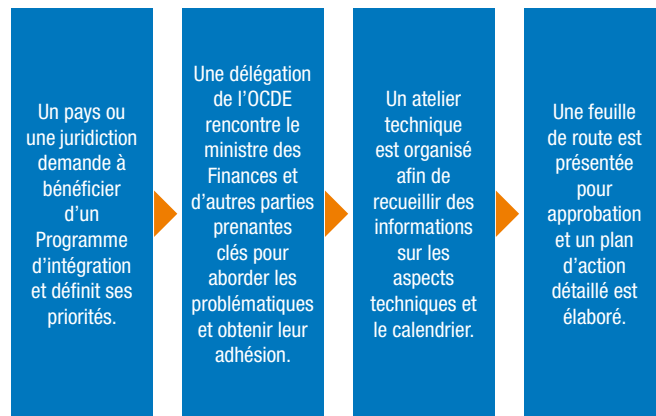 Un pays ou
une juridiction
demande à
bénéficier
d'un
Programme
d'intégration
et définit ses
priorités.
Une délégation
de l'OCDE
rencontre le
ministre des
Finances et
d'autres parties
prenantes
clés pour
aborder les
problématiques
et obtenir leur
adhésion.
Un atelier
technique
est organisé
afin de
recueillir des
informations
sur les
aspects
techniques et
le calendrier.
Une feuille
de route est
présentée
pour
approbation
et un plan
d'action
détaillé est
élaboré.